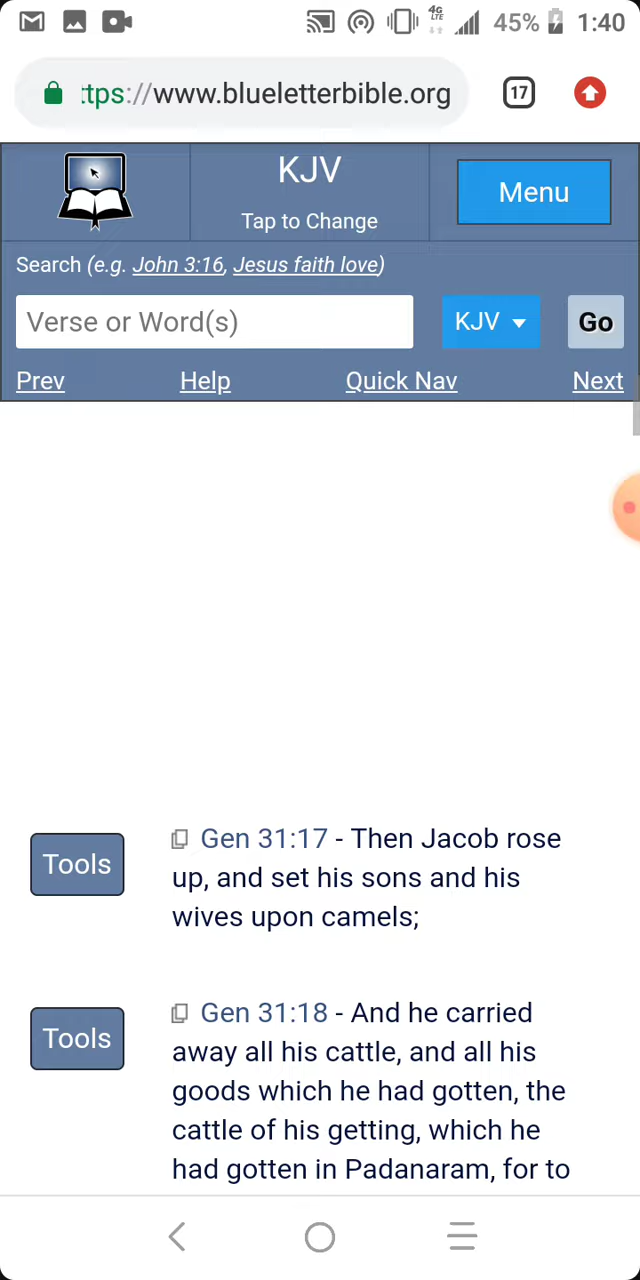 4G
LTE
45%
1:40
ttps://www.blueletterbible.org
17
KJV
Tap to Change
Menu
Search (e.g. John 3:16, Jesus faith love)
Verse or Word(s)
KJV
Go
Prev Help Quick Nav Next
Tools
Gen 31:17 - Then Jacob rose
up, and set his sons and his
wives upon camels;
Tools
Gen 31:18 - And he carried
away all his cattle, and all his
goods which he had gotten, the
cattle of his getting, which he
had gotten in Padanaram, for to